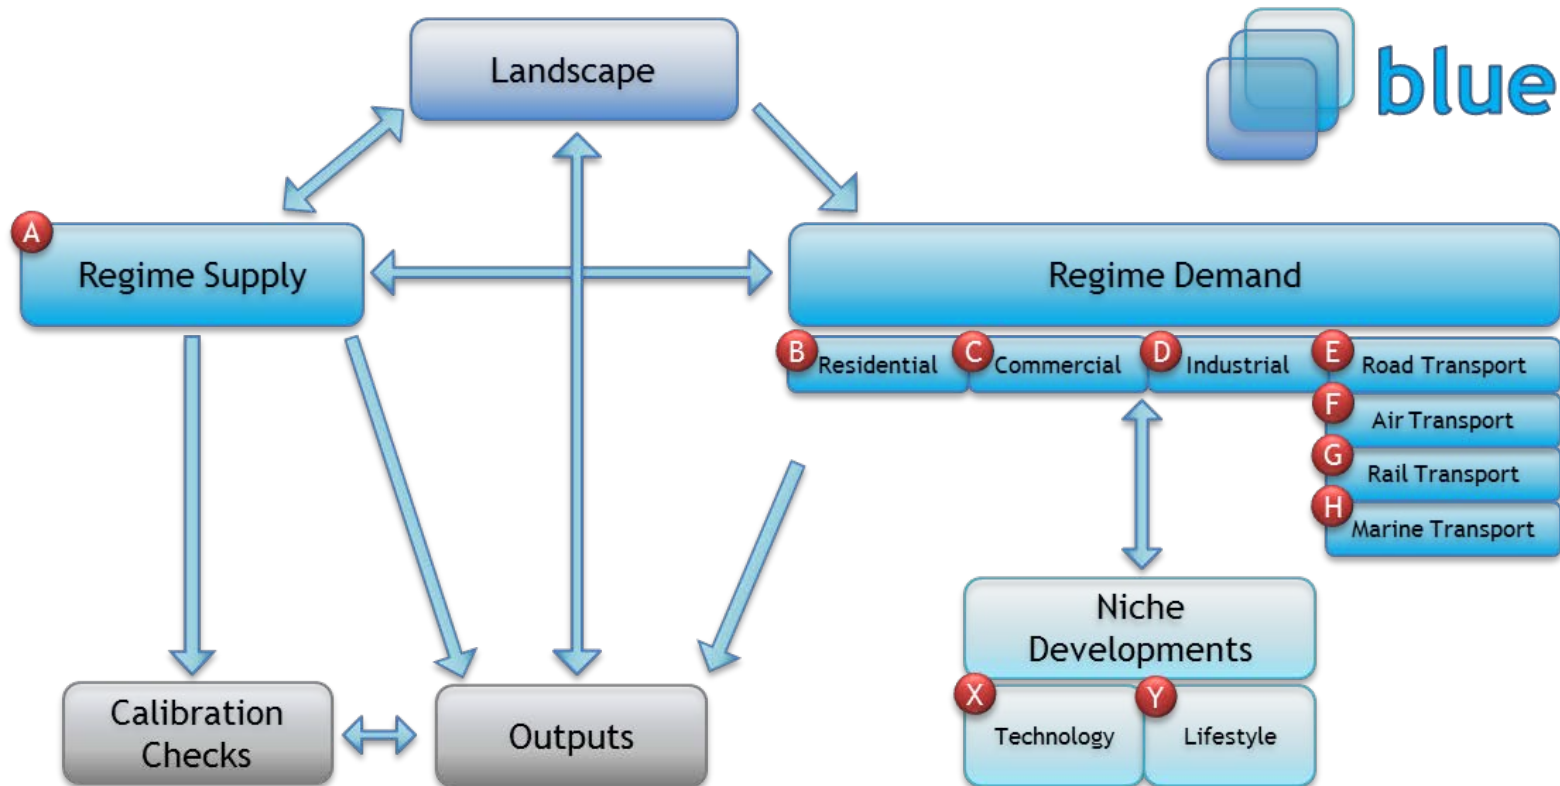 Landscape
blue
A
Regime Supply
Regime Demand
B
Residential
C
Commercial
D
Industrial
E
Road Transport
F
Air Transport
G
Rail Transport
H
Marine Transport
Niche
Developments
X
Technology
Y
Lifestyle
Calibration
Checks
Outputs